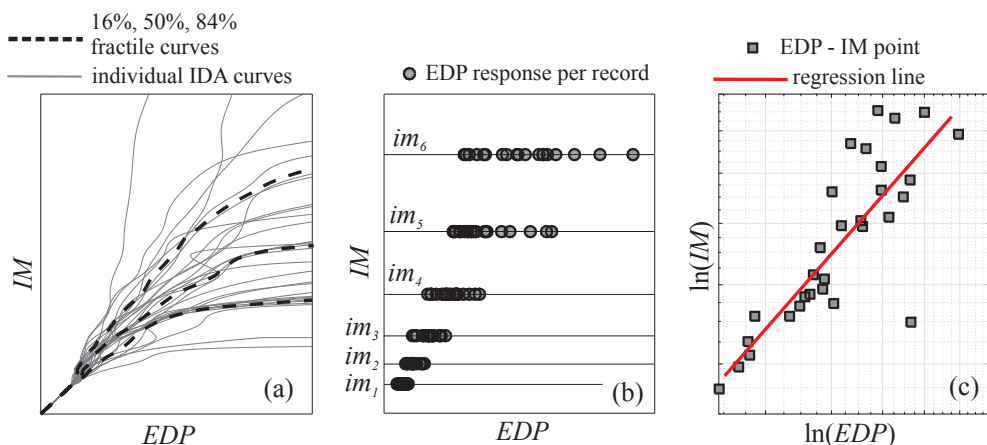 16%, 50%, 84%
fractile curves
individual IDA curves
IM
EDP
(a)
EDP response per record
im6
im5
im4
im3
im2
im1
IM
EDP
(b)
EDP - IM point
regression line
ln(IM)
ln(EDP)
(c)